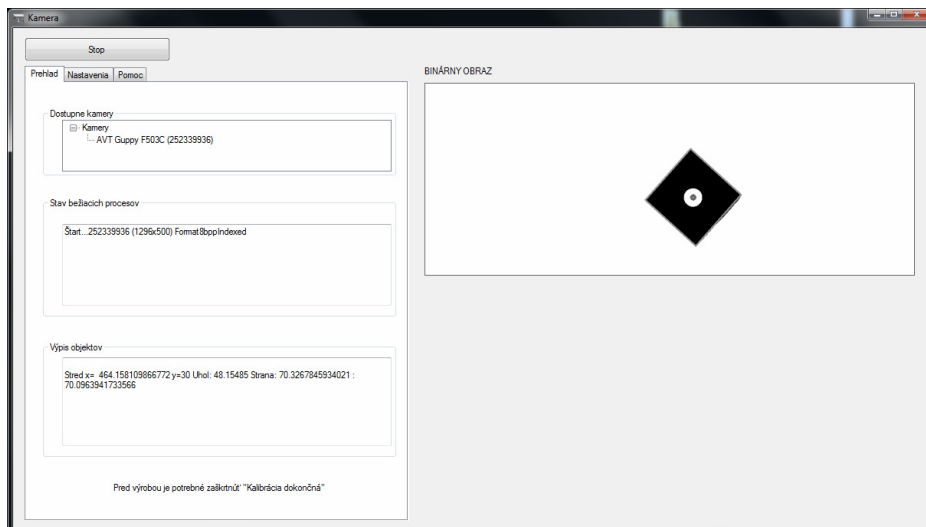 Kamera
Stop
Prehlad Nastavenia Pomoc
BINÁRNY OBRAZ
Dostupne kamery
Kamery
AVT Guppy F503C (252339936)
Stav bežiacich procesov
Štart...252339936 (1296x500) Format8bppIndexed
Výpis objektov
Stred x= 464.158109866772 y=30 Uhol: 48.15485 Strana: 70.3267845934021 :
70.0963941733566
Pred výrobou je potrebné zaškrtnúť "Kalibrácia dokončná"